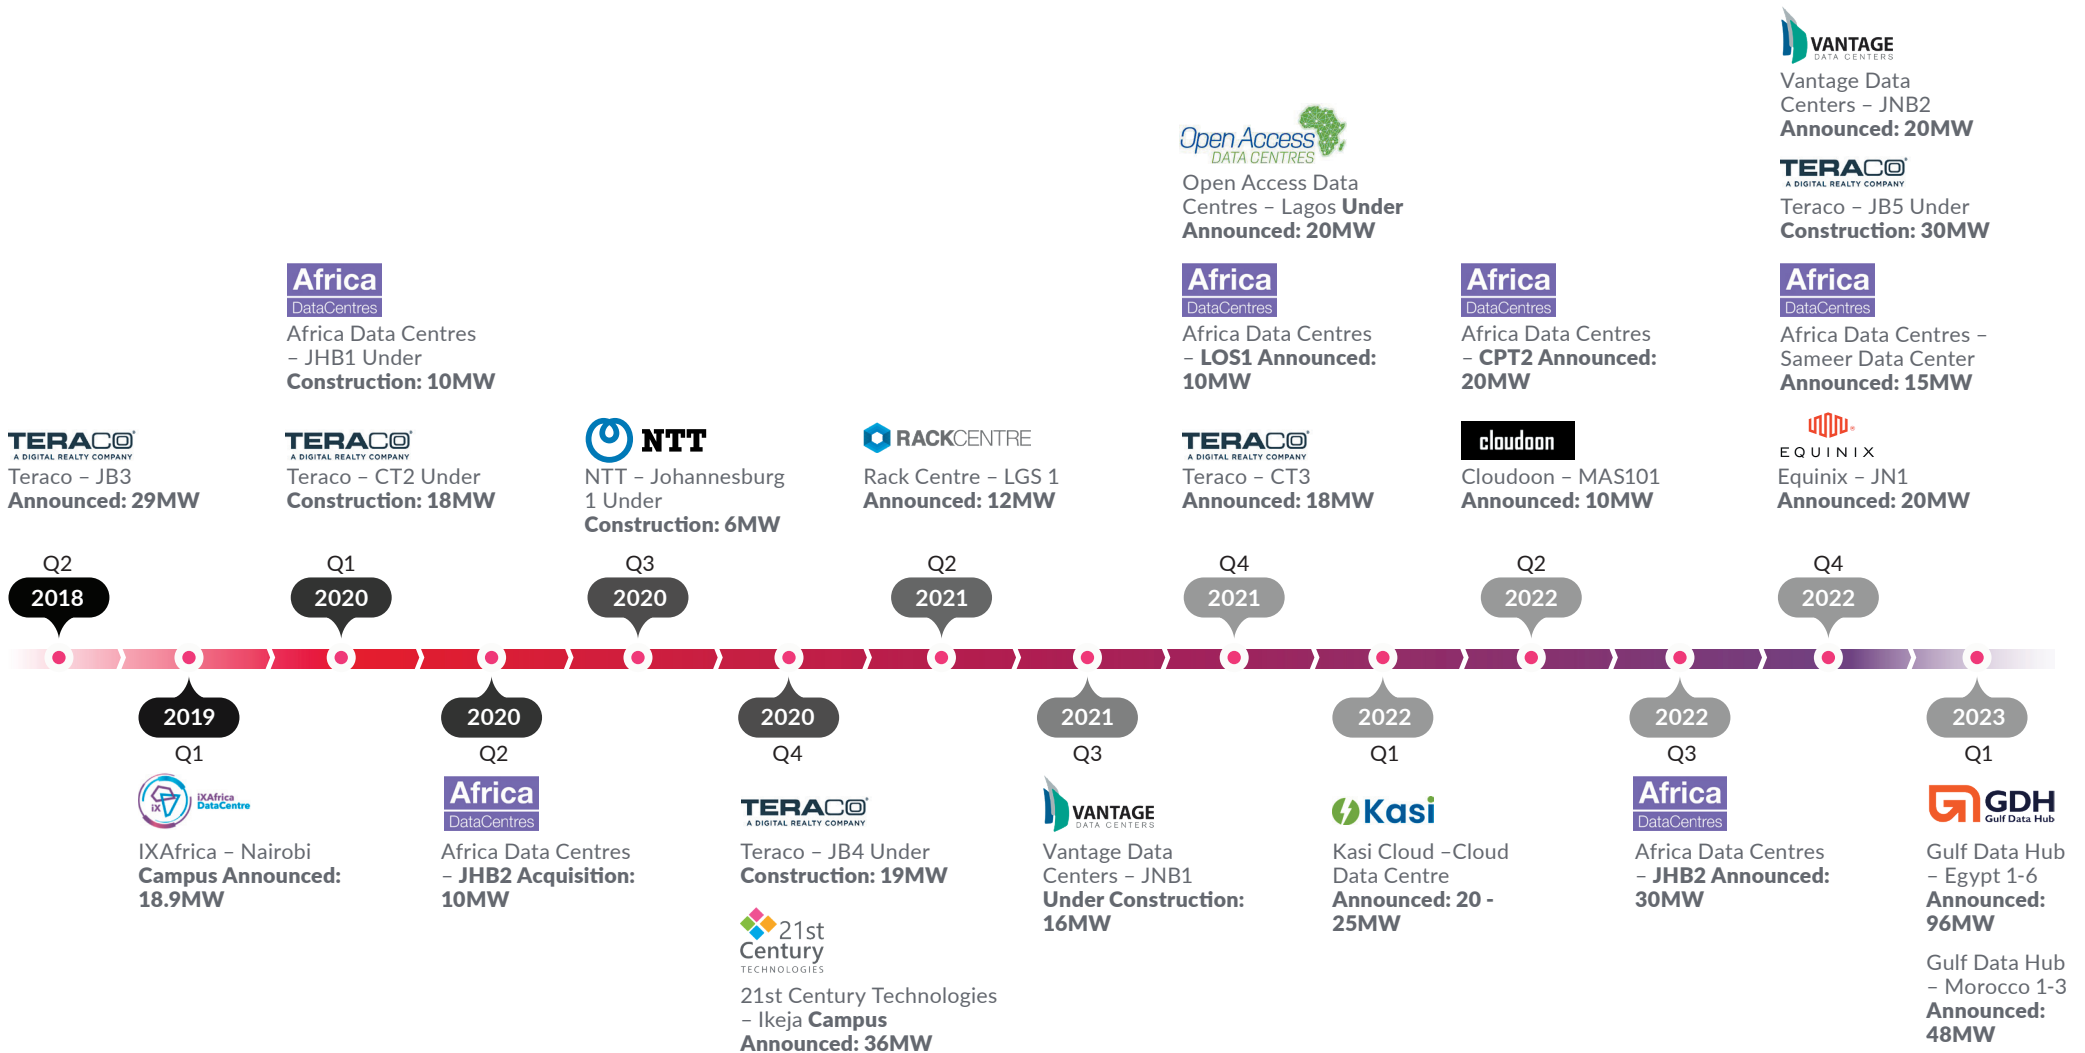 TERACO
A DIGITAL REALTY COMPANY
Teraco – JB3
Announced: 29MW
Q2
2018
2019
Q1
iX
iXAfrica
DataCentre
IXAfrica – Nairobi
Campus Announced:
18.9MW
Africa
DataCentres
Africa Data Centres
– JHB1 Under
Construction: 10MW
TERACO
A DIGITAL REALTY COMPANY
Teraco – CT2 Under
Construction: 18MW
Q1
2020
2020
Q2
Africa
DataCentres
Africa Data Centres
– JHB2 Acquisition:
10MW
NTT
NTT – Johannesburg
1 Under
Construction: 6MW
Q3
2020
2020
Q4
TERACO
A DIGITAL REALTY COMPANY
Teraco – JB4 Under
Construction: 19MW
21st
Century
TECHNOLOGIES
21st Century Technologies
– Ikeja Campus
Announced: 36MW
RACKCENTRE
Rack Centre – LGS 1
Announced: 12MW
Q2
2021
2021
Q3
VANTAGE
DATA CENTERS
Vantage Data
Centers – JNB1
Under Construction:
16MW
Open Access
DATA CENTRES
Open Access Data
Centres – Lagos Under
Announced: 20MW
Africa
DataCentres
Africa Data Centres
– LOS1 Announced:
10MW
TERACO
A DIGITAL REALTY COMPANY
Teraco – CT3
Announced: 18MW
Q4
2021
2022
Q1
Kasi
Kasi Cloud –Cloud
Data Centre
Announced: 20 -
25MW
Africa
DataCentres
Africa Data Centres
– CPT2 Announced:
20MW
cloudoon
Cloudoon – MAS101
Announced: 10MW
Q2
2022
2022
Q3
Africa
DataCentres
Africa Data Centres
– JHB2 Announced:
30MW
VANTAGE
DATA CENTERS
Vantage Data
Centers – JNB2
Announced: 20MW
TERACO
A DIGITAL REALTY COMPANY
Teraco – JB5 Under
Construction: 30MW
Africa
DataCentres
Africa Data Centres –
Sameer Data Center
Announced: 15MW
EQUINIX
Equinix – JN1
Announced: 20MW
Q4
2022
2023
Q1
GDH
Gulf Data Hub
Gulf Data Hub
– Egypt 1-6
Announced:
96MW
Gulf Data Hub
– Morocco 1-3
Announced:
48MW